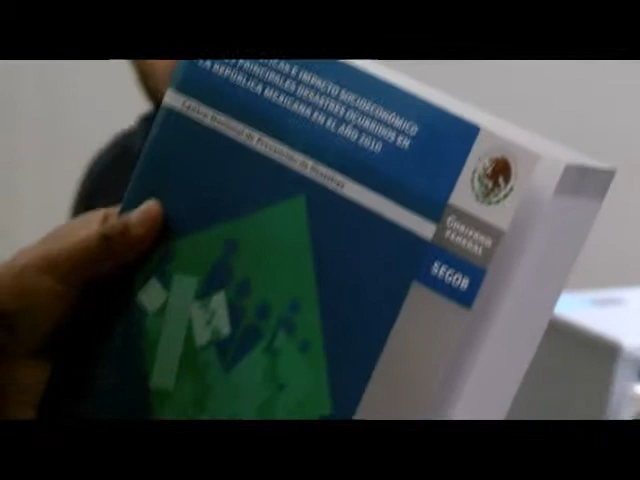 E IMPACTO SOCIOECONÓMICO
PRINCIPALES DESASTRES OCURRIDOS EN
LA REPÚBLICA MEXICANA EN EL AÑO 2010
Centro Nacional de Prevención de Desastres
GOBIERNO
FEDERAL
SEGOB